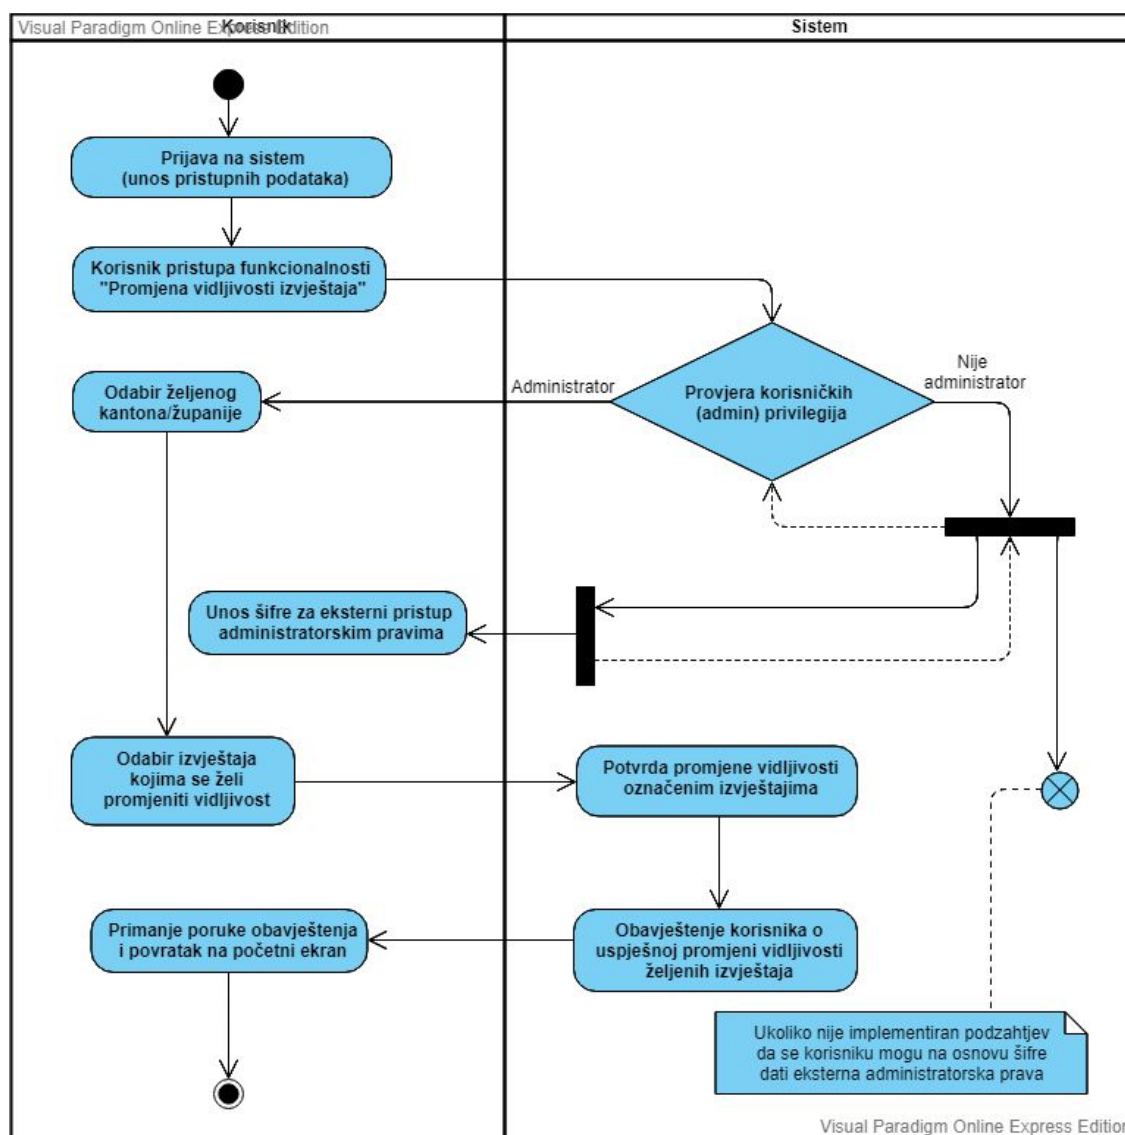 Visual Paradigm Online Express Edition
Korisnik
Sistem
Prijava na sistem
(unos pristupnih podataka)
Korisnik pristupa funkcionalnosti
"Promjena vidljivosti izvještaja"
Odabir željenog
kantona/županije
Administrator
Provjera korisničkih
(admin) privilegija
Nije
administrator
Unos šifre za eksterni pristup
administratorskim pravima
Odabir izvještaja
kojima se želi
promjeniti vidljivost
Potvrda promjene vidljivosti
označenim izvještajima
Primanje poruke obavještenja
i povratak na početni ekran
Obavještenje korisnika o
uspješnoj promjeni vidljivosti
željenih izvještaja
Ukoliko nije implementiran podzahtjev
da se korisniku mogu na osnovu šifre
dati eksterna administratorska prava
Visual Paradigm Online Express Edition